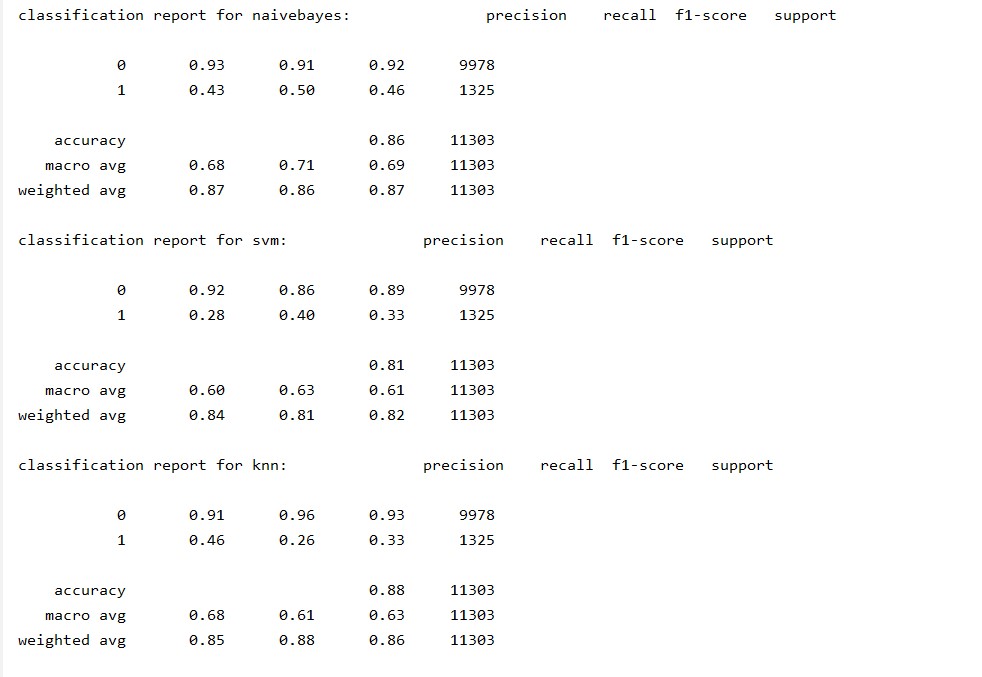 classification report for naivebayes:               precision    recall  f1-score   support
           0       0.93      0.91      0.92      9978
           1       0.43      0.50      0.46      1325
    accuracy                           0.86     11303
   macro avg       0.68      0.71      0.69     11303
weighted avg       0.87      0.86      0.87     11303
classification report for svm:               precision    recall  f1-score   support
           0       0.92      0.86      0.89      9978
           1       0.28      0.40      0.33      1325
    accuracy                           0.81     11303
   macro avg       0.60      0.63      0.61     11303
weighted avg       0.84      0.81      0.82     11303
classification report for knn:               precision    recall  f1-score   support
           0       0.91      0.96      0.93      9978
           1       0.46      0.26      0.33      1325
    accuracy                           0.88     11303
   macro avg       0.68      0.61      0.63     11303
weighted avg       0.85      0.88      0.86     11303